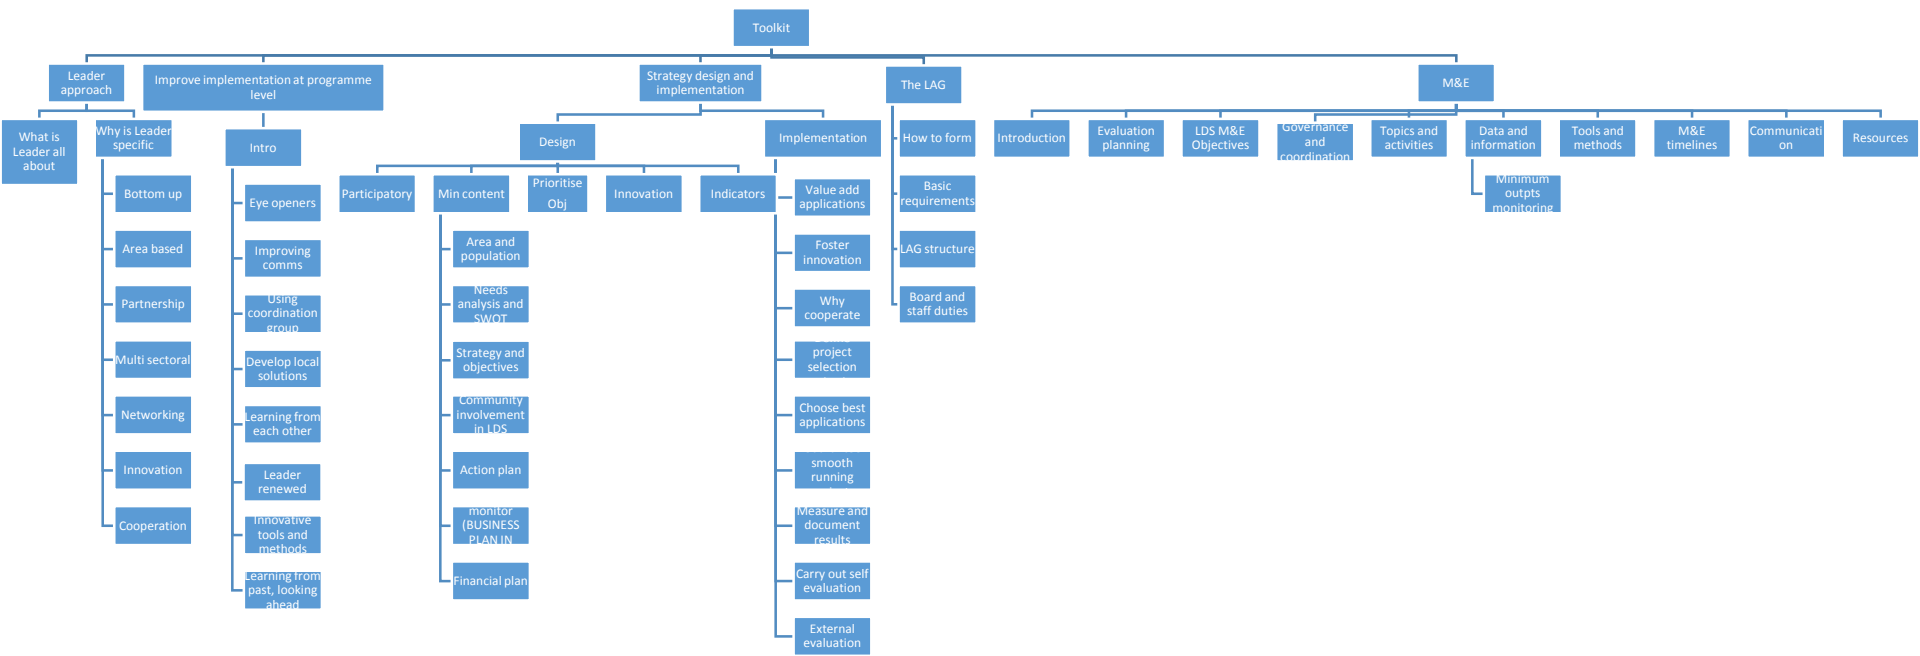 Toolkit
Leader
approach
Improve implementation at programme
level
Strategy design and
implementation
The LAG
M&E
What is
Leader all
about
Why is Leader
specific
Bottom up
Area based
Partnership
Multi sectoral
Networking
Innovation
Cooperation
Intro
Eye openers
Improving
comms
Using
coordination
group
Develop local
solutions
Learning from
each other
Leader
renewed
Innovative
tools and
methods
Learning from
past, looking
ahead
Design
Participatory
Min content
Area and
population
Needs
analysis and
SWOT
Strategy and
objectives
Community
involvement
in LDS
Action plan
monitor
(BUSINESS
PLAN IN
Financial plan
Prioritise
Obj
Innovation
Indicators
Implementation
Value add
applications
Foster
innovation
Why
cooperate
project
selection
Choose best
applications
smooth
running
Measure and
document
results
Carry out self
evaluation
External
evaluation
How to form
Basic
requirements
LAG structure
Board and
staff duties
Introduction
Evaluation
planning
LDS M&E
Objectives
Governance
and
coordination
Topics and
activities
Data and
information
Minimum
outpts
monitoring
Tools and
methods
M&E
timelines
Communicati
on
Resources